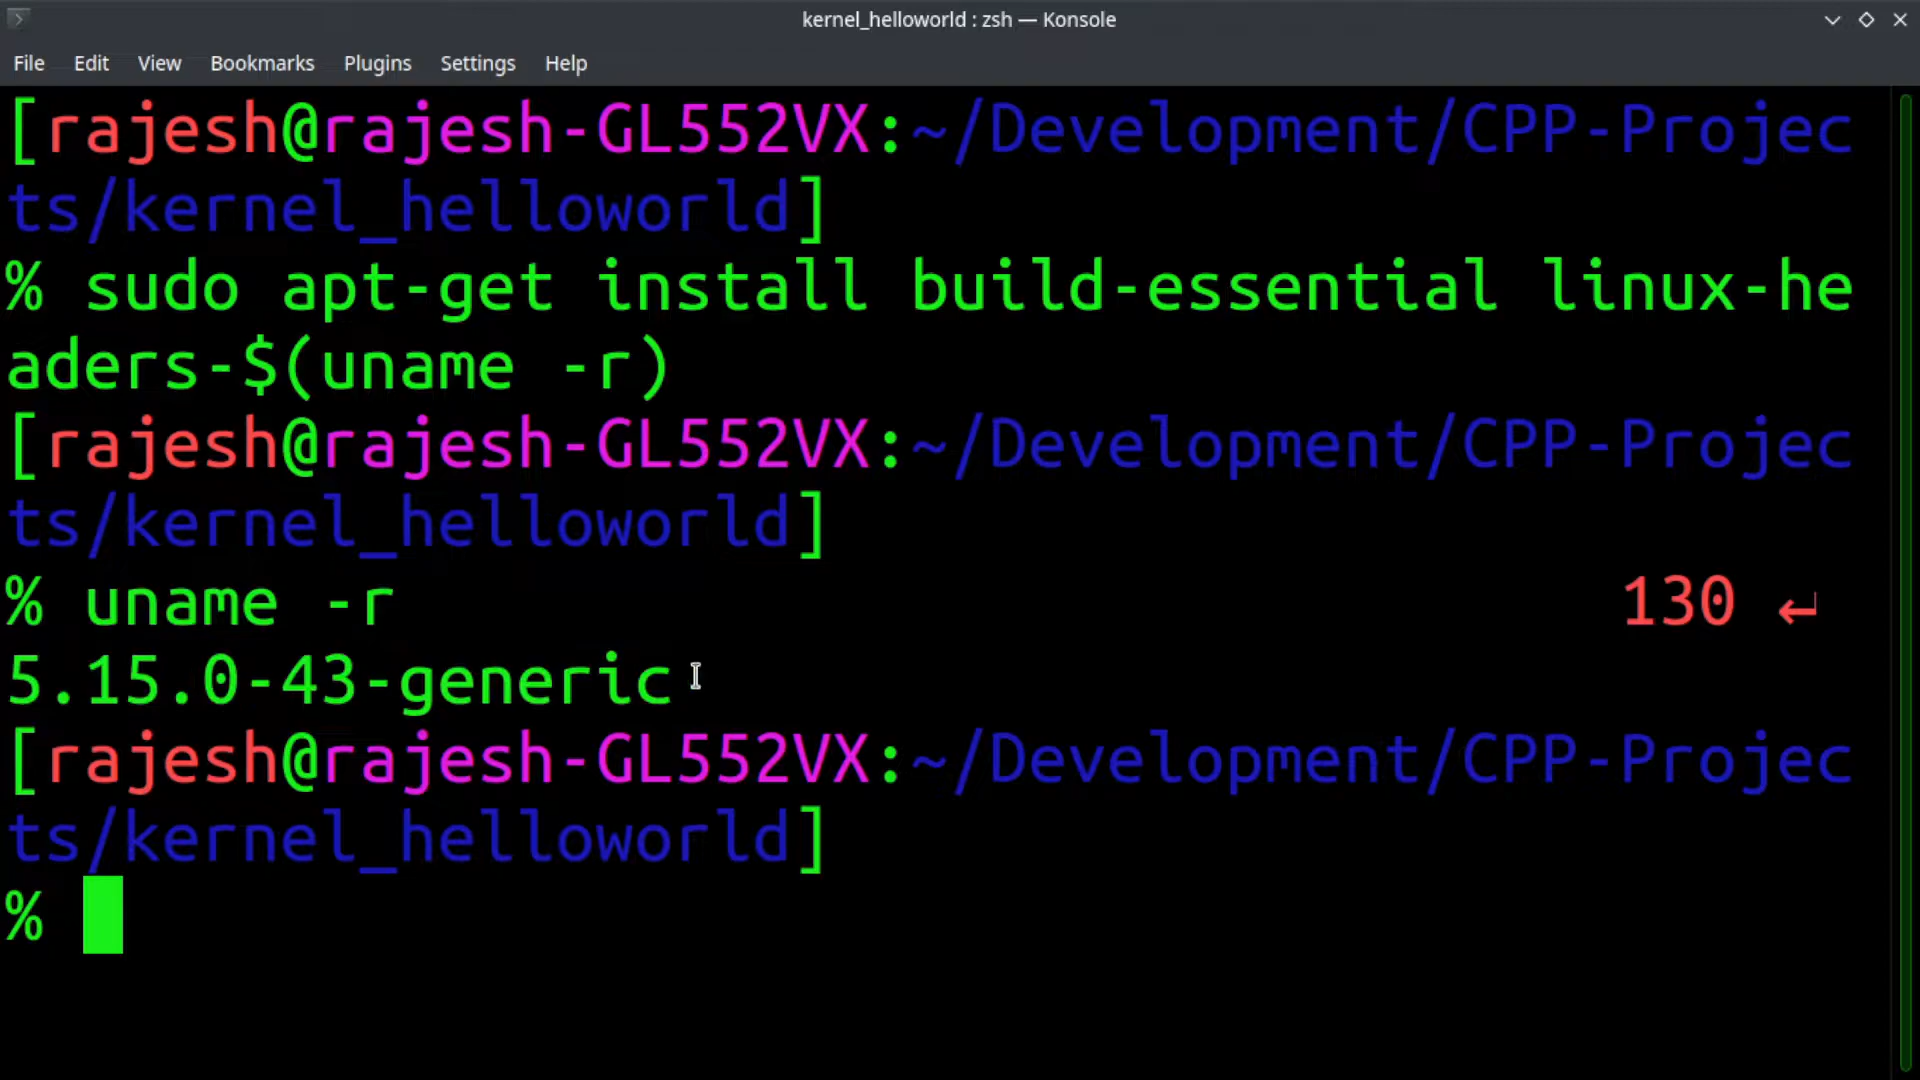 kernel_helloworld : zsh — Konsole
File Edit View Bookmarks Plugins Settings Help
[rajesh@rajesh-GL552VX:~/Development/CPP-Projec
ts/kernel_helloworld]
% sudo apt-get install build-essential linux-he
aders-$(uname -r)
[rajesh@rajesh-GL552VX:~/Development/CPP-Projec
ts/kernel_helloworld]
% uname -r 130 ↵
5.15.0-43-generic
[rajesh@rajesh-GL552VX:~/Development/CPP-Projec
ts/kernel_helloworld]
%